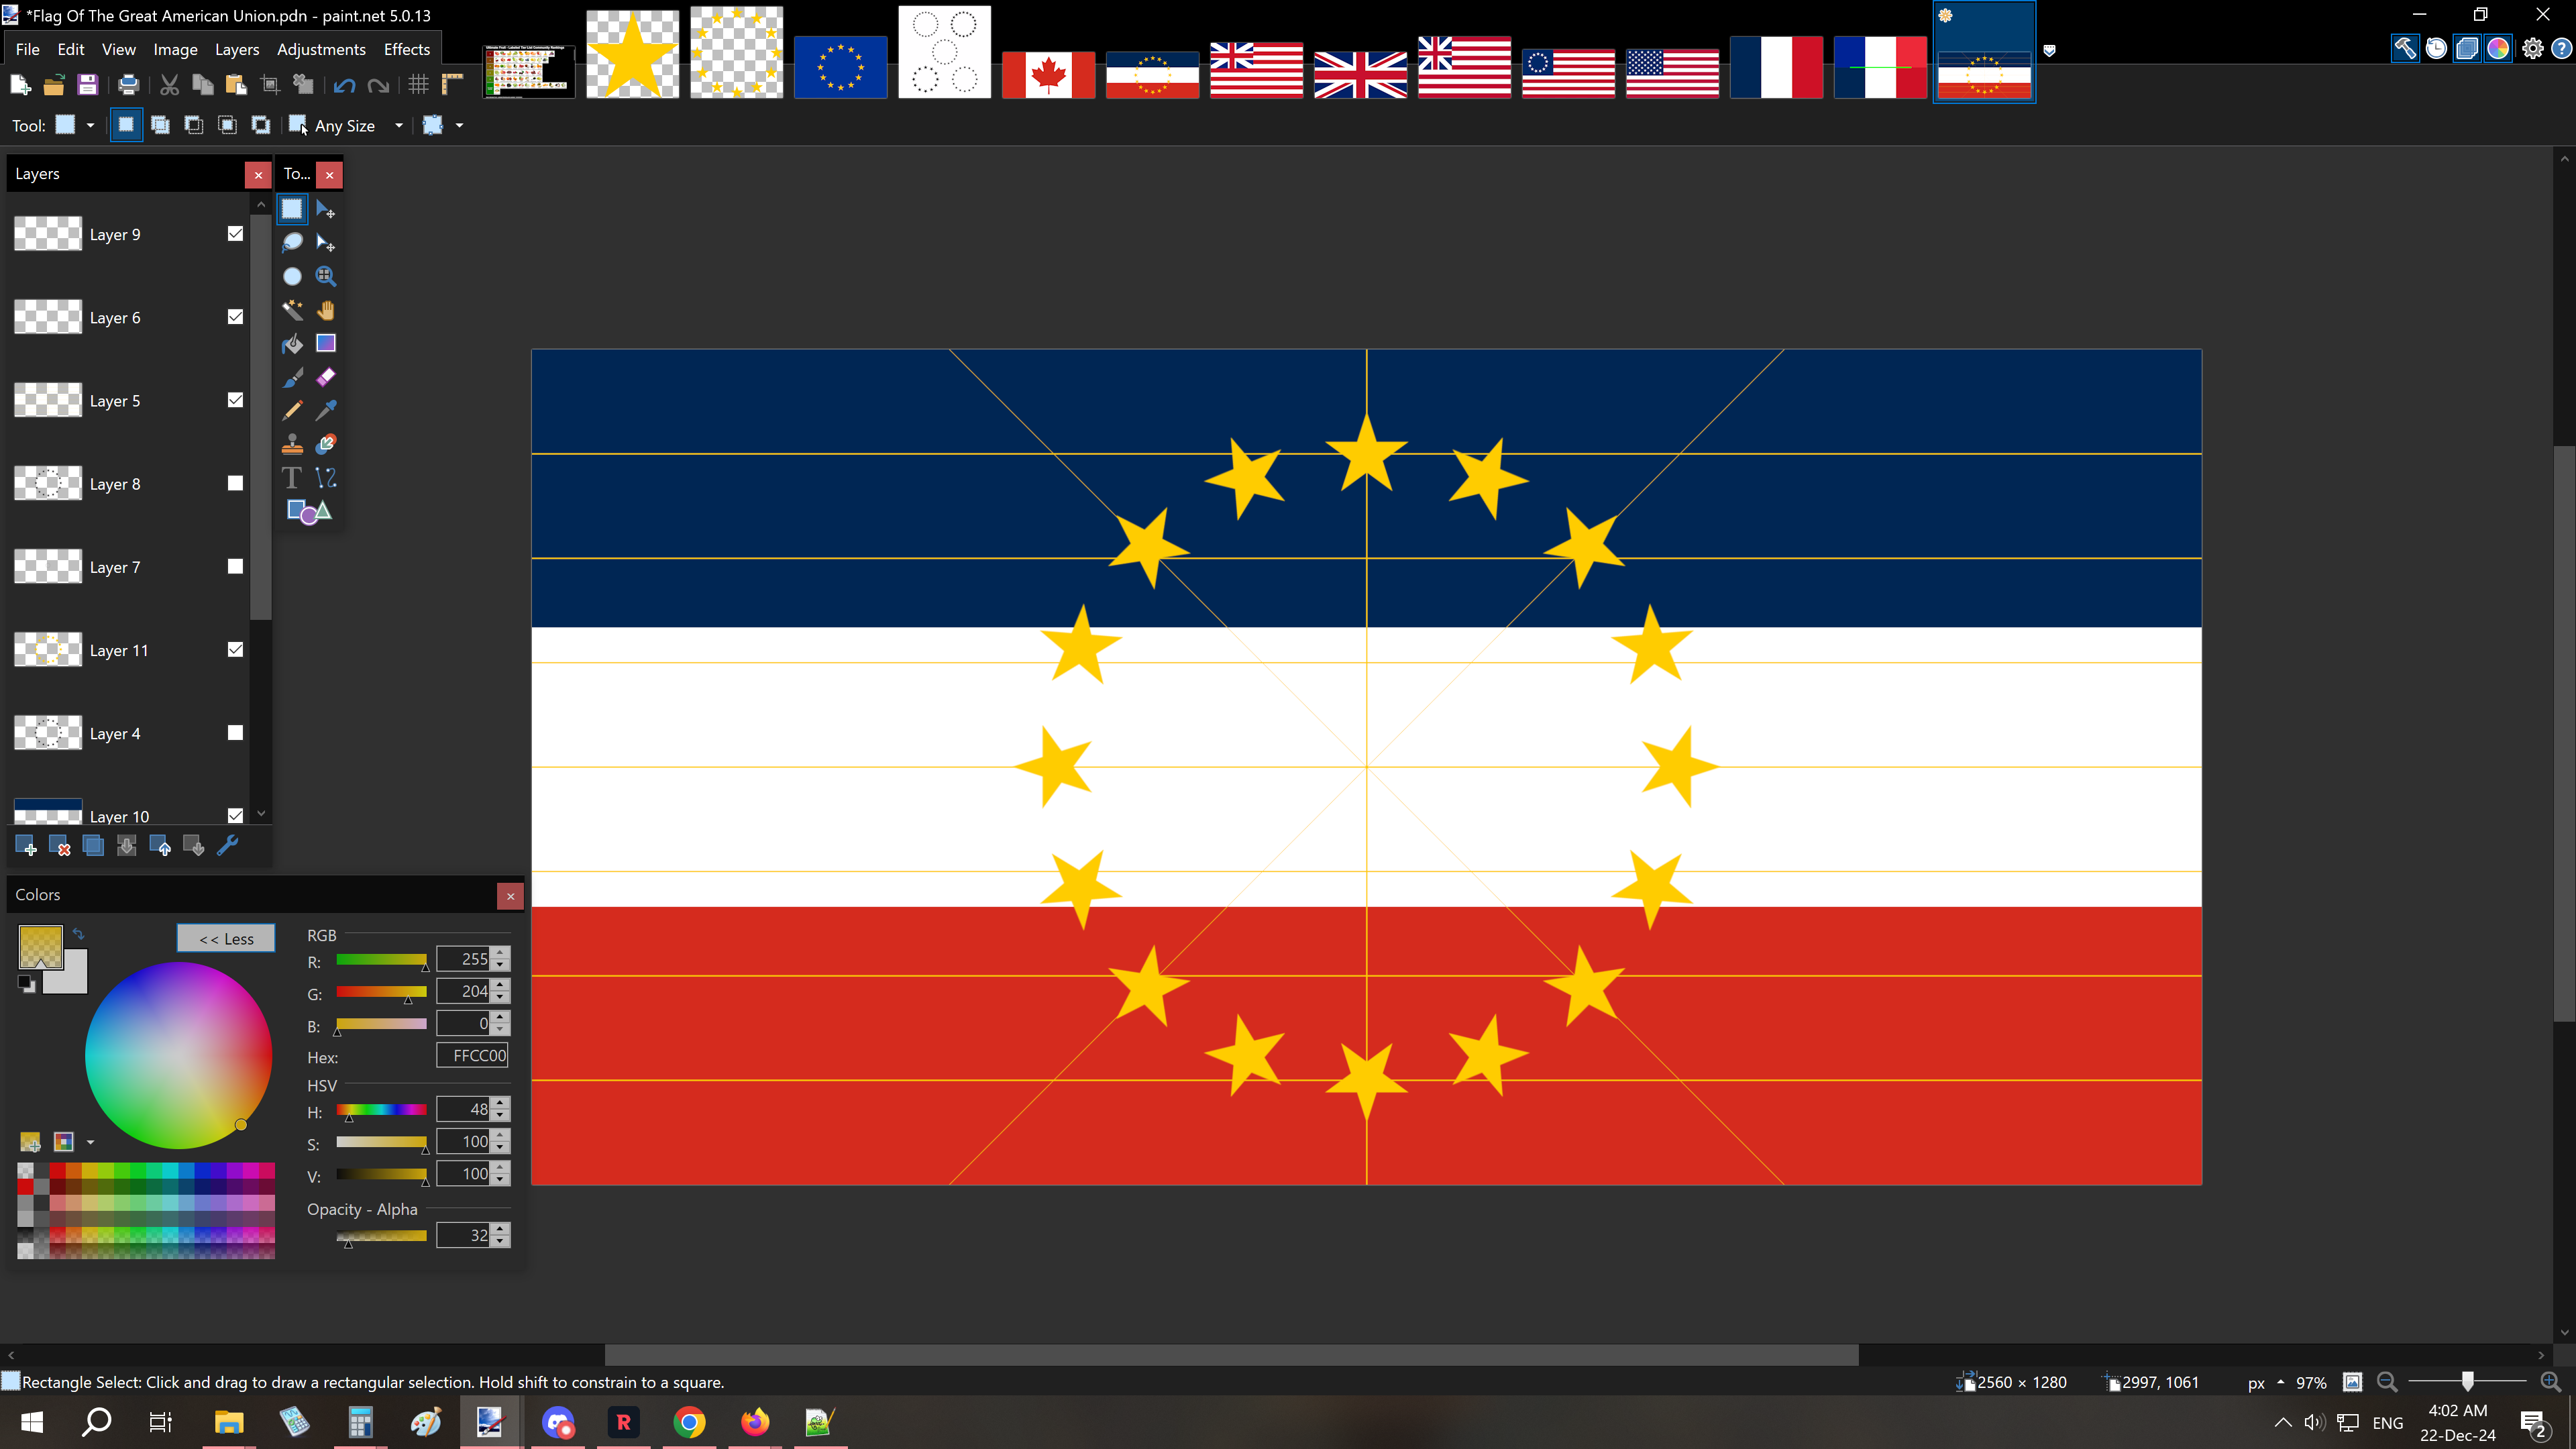 *Flag Of The Great American Union.pdn - paint.net 5.0.13
File Edit View Image Layers Adjustments Effects
Tool: Any Size
Layers
To...
Layer 9
Layer 6
Layer 5
Layer 8
Layer 7
Layer 11
Layer 4
Layer 10
Colors
<< Less
RGB
R: 255
G: 204
B: 0
Hex: FFCC00
HSV
H: 48
S: 100
V: 100
Opacity - Alpha
32
Rectangle Select: Click and drag to draw a rectangular selection. Hold shift to constrain to a square.
2560 × 1280
2997, 1061
px
97%
R
ENG
4:02 AM
22-Dec-24
2